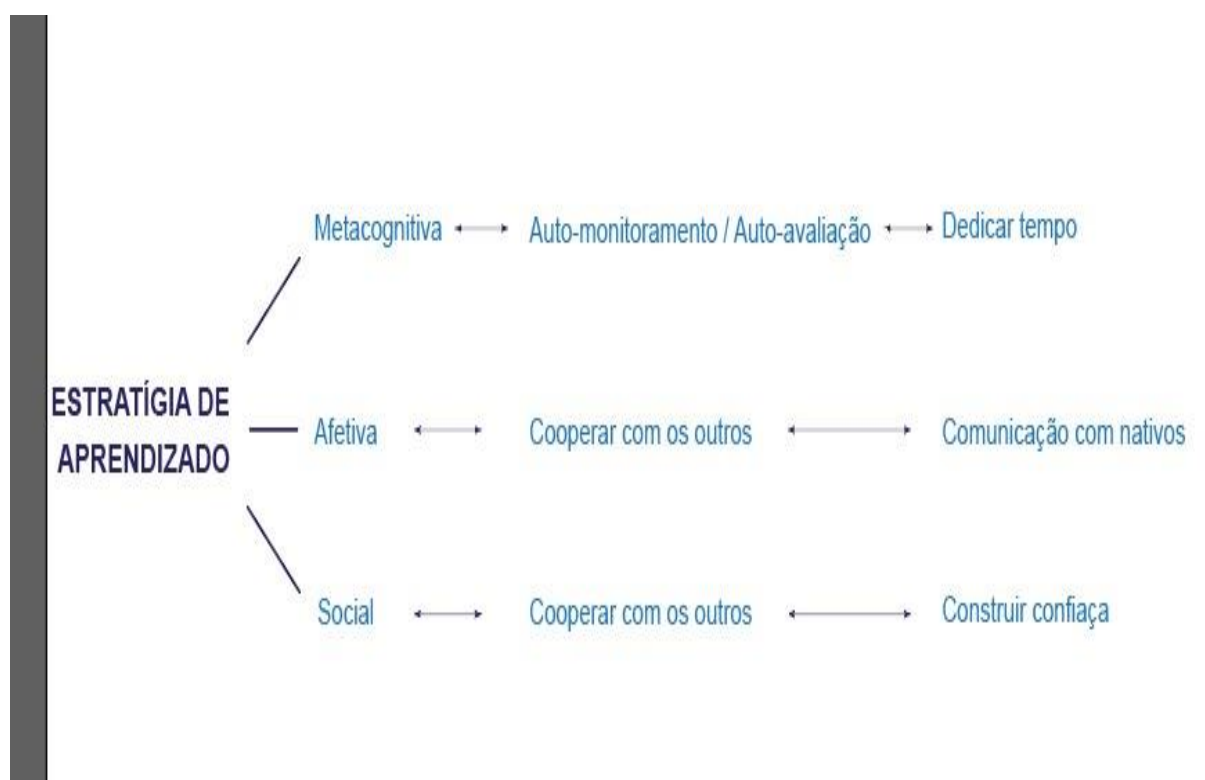 Metacognitiva Auto-monitoramento / Auto-avaliação Dedicar tempo
ESTRATÍGIA DE
APRENDIZADO
Afetiva Cooperar com os outros Comunicação com nativos
Social Cooperar com os outros Construir confiaça